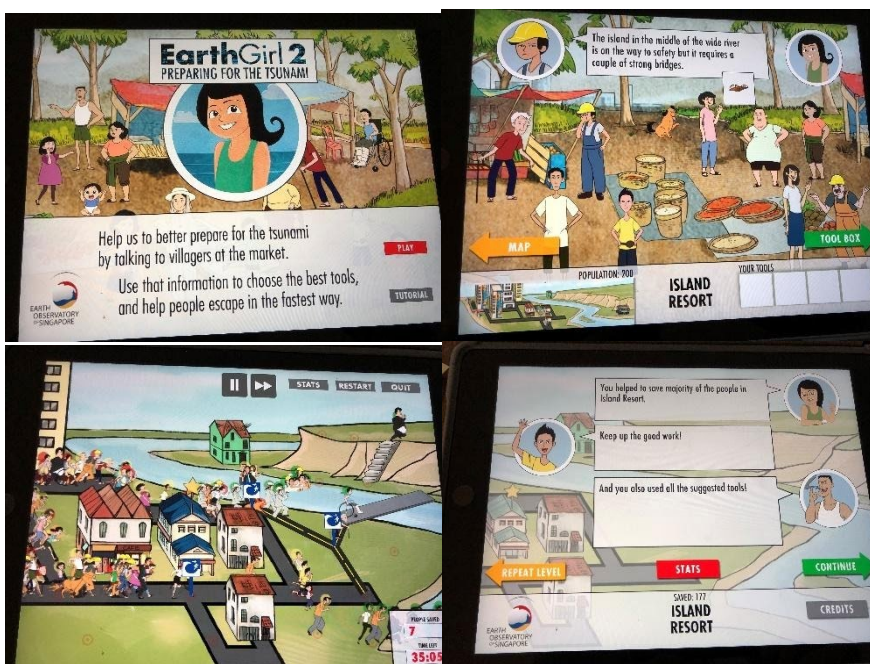 EarthGirl 2
PREPARING FOR THE TSUNAMI
Help us to better prepare for the tsunami
by talking to villagers at the market.
Use that information to choose the best tools,
and help people escape in the fastest way.
PLAY
TUTORIAL
EARTH
OBSERVATORY
OF SINGAPORE
The island in the middle of the wide river
is on the way to safety but it requires a
couple of strong bridges.
MAP
TOOL BOX
POPULATION: 200
ISLAND
RESORT
YOUR TOOLS
STATS
RESTART
QUIT
PEOPLE SAVED
7
TIME LEFT
35:05
You helped to save majority of the people in
Island Resort.
Keep up the good work!
And you also used all the suggested tools!
REPEAT LEVEL
STATS
CONTINUE
SAVED: 177
ISLAND
RESORT
CREDITS
EARTH
OBSERVATORY
OF SINGAPORE